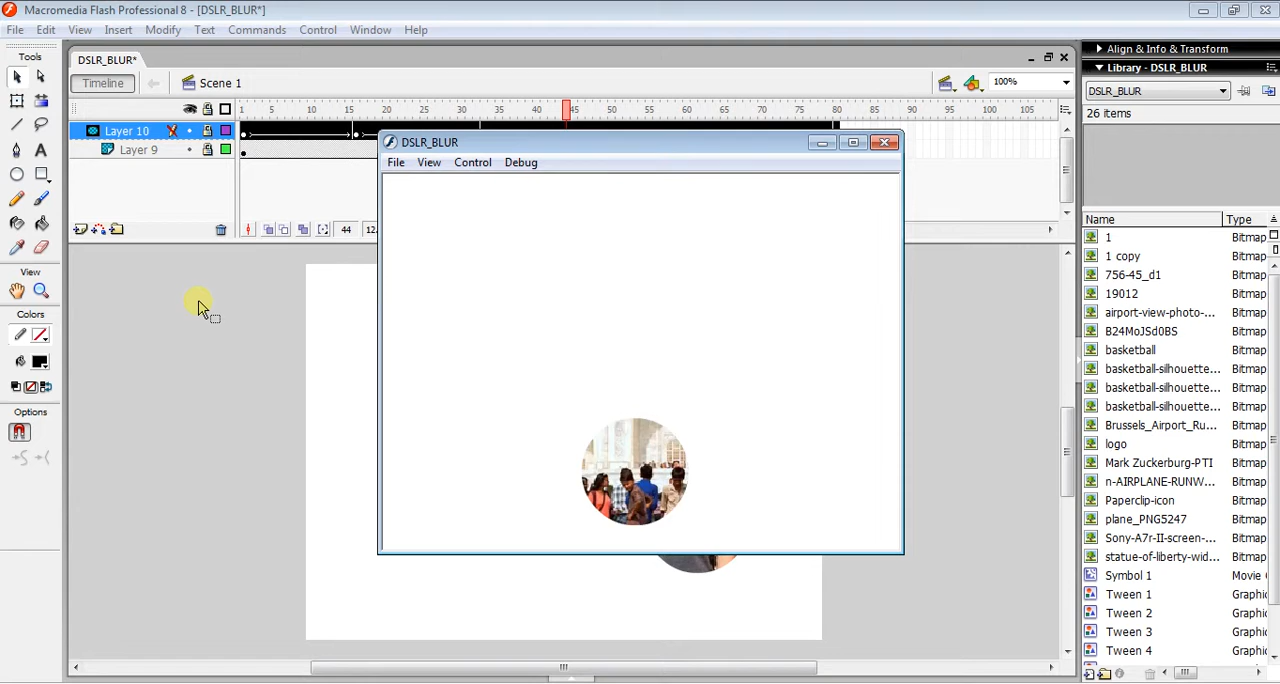 Macromedia Flash Professional 8 - [DSLR_BLUR*]
File Edit View Insert Modify Text Commands Control Window Help
Tools
DSLR_BLUR*
Timeline
Scene 1
100%
1 5 10 15 20 25 30 35 40 45 50 55 60 65 70 75 80 85 90 95 100 105
Layer 10
Layer 9
44
12.
DSLR_BLUR
File View Control Debug
View
Colors
Options
Align & Info & Transform
Library - DSLR_BLUR
DSLR_BLUR
26 items
Name Type
1 Bitmap
1 copy Bitmap
756-45_d1 Bitmap
19012 Bitmap
airport-view-photo-... Bitmap
B24MoJSd0BS Bitmap
basketball Bitmap
basketball-silhouette... Bitmap
basketball-silhouette... Bitmap
basketball-silhouette... Bitmap
Brussels_Airport_Ru... Bitmap
logo Bitmap
Mark Zuckerburg-PTI Bitmap
n-AIRPLANE-RUNW... Bitmap
Paperclip-icon Bitmap
plane_PNG5247 Bitmap
Sony-A7r-II-screen-... Bitmap
statue-of-liberty-wid... Bitmap
Symbol 1 Movie
Tween 1 Graphic
Tween 2 Graphic
Tween 3 Graphic
Tween 4 Graphic